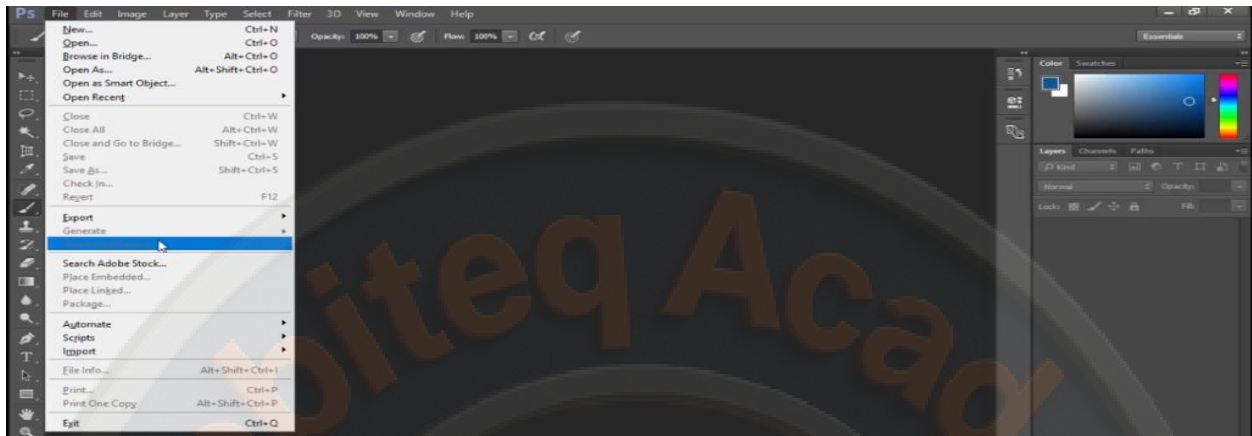 Ps File Edit Image Layer Type Select Filter 3D View Window Help
Opacity: 100% Flow: 100% Essentials
New... Ctrl+N
Open... Ctrl+O
Browse in Bridge... Alt+Ctrl+O
Open As... Alt+Shift+Ctrl+O
Open as Smart Object...
Open Recent
Close Ctrl+W
Close All Alt+Ctrl+W
Close and Go to Bridge... Shift+Ctrl+W
Save Ctrl+S
Save As... Shift+Ctrl+S
Check In...
Revert F12
Export
Generate
Search Adobe Stock...
Place Embedded...
Place Linked...
Package...
Automate
Scripts
Import
File Info... Alt+Shift+Ctrl+I
Print... Ctrl+P
Print One Copy Alt+Shift+Ctrl+P
Exit Ctrl+Q
Color Swatches
Layers Channels Paths
Kind
Normal Opacity:
Lock: Fill:
biteq Acad